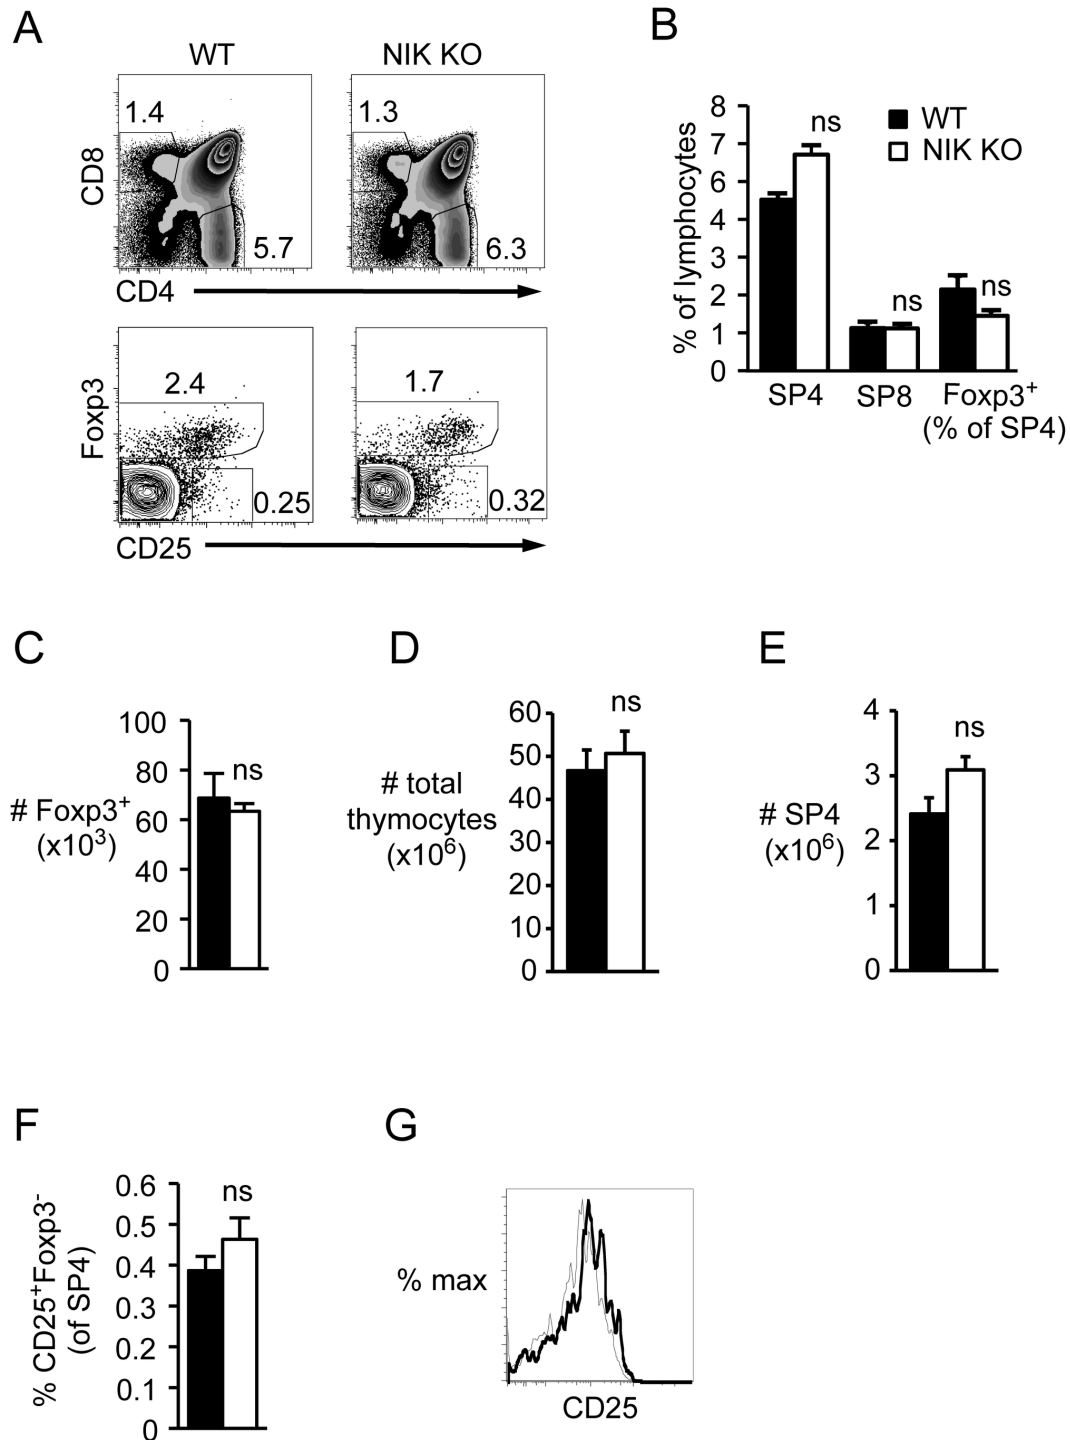 A
WT
NIK KO
CD8
1.4
5.7
1.3
6.3
CD4
Foxp3
2.4
0.25
1.7
0.32
CD25
B
% of lymphocytes
8
7
6
4
3
2
1
0
ns
WT
NIK KO
ns
ns
SP4
SP8
Foxp3⁺
(% of SP4)
C
# Foxp3⁺
(x10³)
100
80
60
40
20
0
ns
D
# total
thymocytes
(x10⁶)
60
50
40
30
20
10
0
ns
E
# SP4
(x10⁶)
4
3
2
1
0
ns
F
% CD25⁺Foxp3⁻
(of SP4)
0.6
0.5
0.4
0.3
0.2
0.1
0
ns
G
% max
CD25